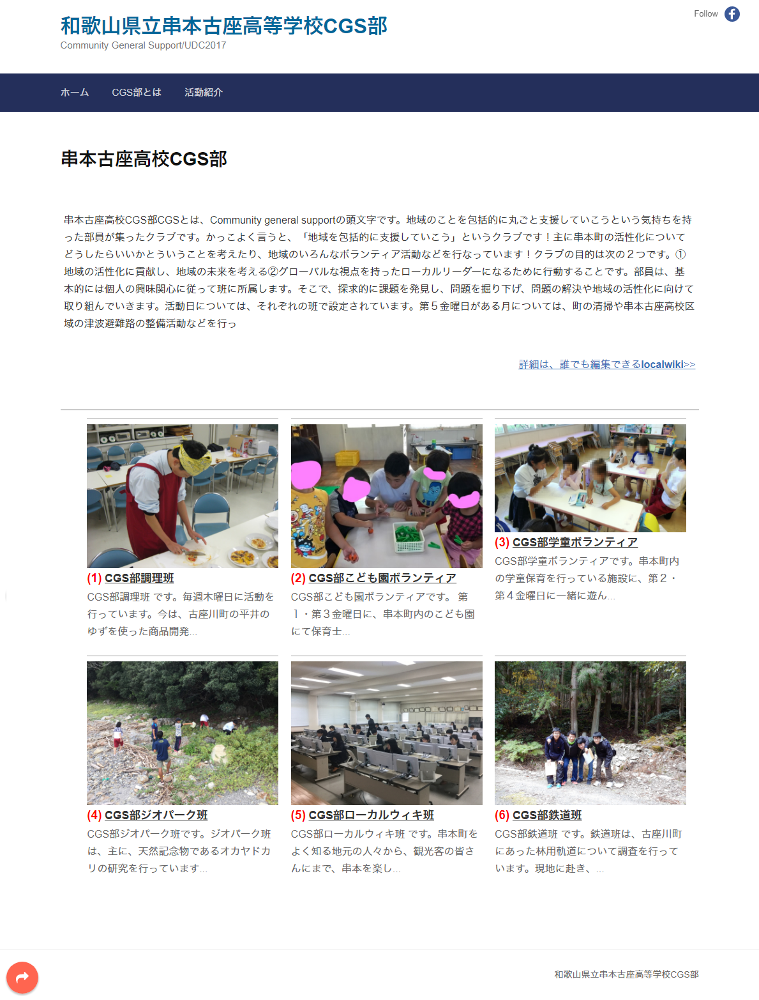 和歌山県立串本古座高等学校CGS部
Community General Support/UDC2017
Follow
ホーム CGS部とは 活動紹介
串本古座高校CGS部
串本古座高校CGS部CGSとは、Community general supportの頭文字です。地域のことを包括的に丸ごと支援していこうという気持ちを持
った部員が集ったクラブです。かっこよく言うと、「地域を包括的に支援していこう」というクラブです！主に串本町の活性化について
どうしたらいいかとういうことを考えたり、地域のいろんなボランティア活動などを行なっています！クラブの目的は次の２つです。①
地域の活性化に貢献し、地域の未来を考える②グローバルな視点を持ったローカルリーダーになるために行動することです。部員は、基
本的には個人の興味関心に従って班に所属します。そこで、探求的に課題を発見し、問題を掘り下げ、問題の解決や地域の活性化に向けて
取り組んでいきます。活動日については、それぞれの班で設定されています。第５金曜日がある月については、町の清掃や串本古座高校区
域の津波避難路の整備活動などを行っ
詳細は、誰でも編集できるlocalwiki>>
(1) CGS部調理班
CGS部調理班 です。毎週木曜日に活動を
行っています。今は、古座川町の平井の
ゆずを使った商品開発...
(2) CGS部こども園ボランティア
CGS部こども園ボランティアです。 第
１・第３金曜日に、串本町内のこども園
にて保育士...
(3) CGS部学童ボランティア
CGS部学童ボランティアです。串本町内
の学童保育を行っている施設に、第２・
第４金曜日に一緒に遊ん...
(4) CGS部ジオパーク班
CGS部ジオパーク班です。ジオパーク班
は、主に、天然記念物であるオカヤドカ
リの研究を行っています...
(5) CGS部ローカルウィキ班
CGS部ローカルウィキ班 です。串本町を
よく知る地元の人々から、観光客の皆さ
んにまで、串本を楽し...
(6) CGS部鉄道班
CGS部鉄道班 です。鉄道班は、古座川町
にあった林用軌道について調査を行って
います。現地に赴き、...
和歌山県立串本古座高等学校CGS部